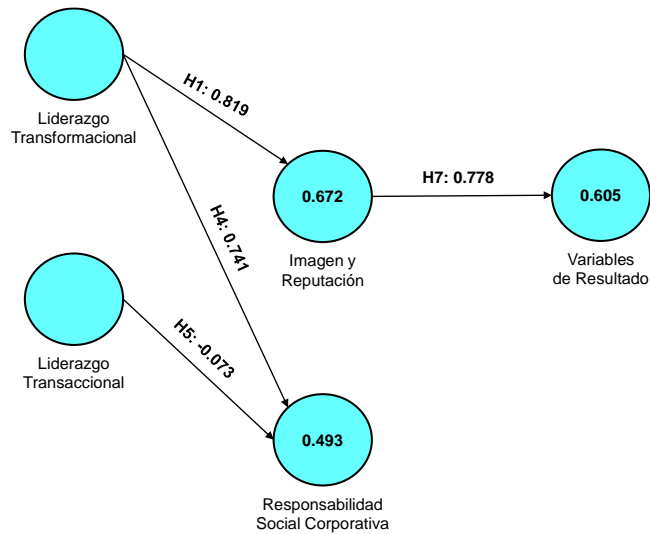 Liderazgo
Transformacional
H1: 0.819
H4: 0.741
0.672
Imagen y
Reputación
H7: 0.778
0.605
Variables
de Resultado
Liderazgo
Transaccional
H5: -0.073
0.493
Responsabilidad
Social Corporativa